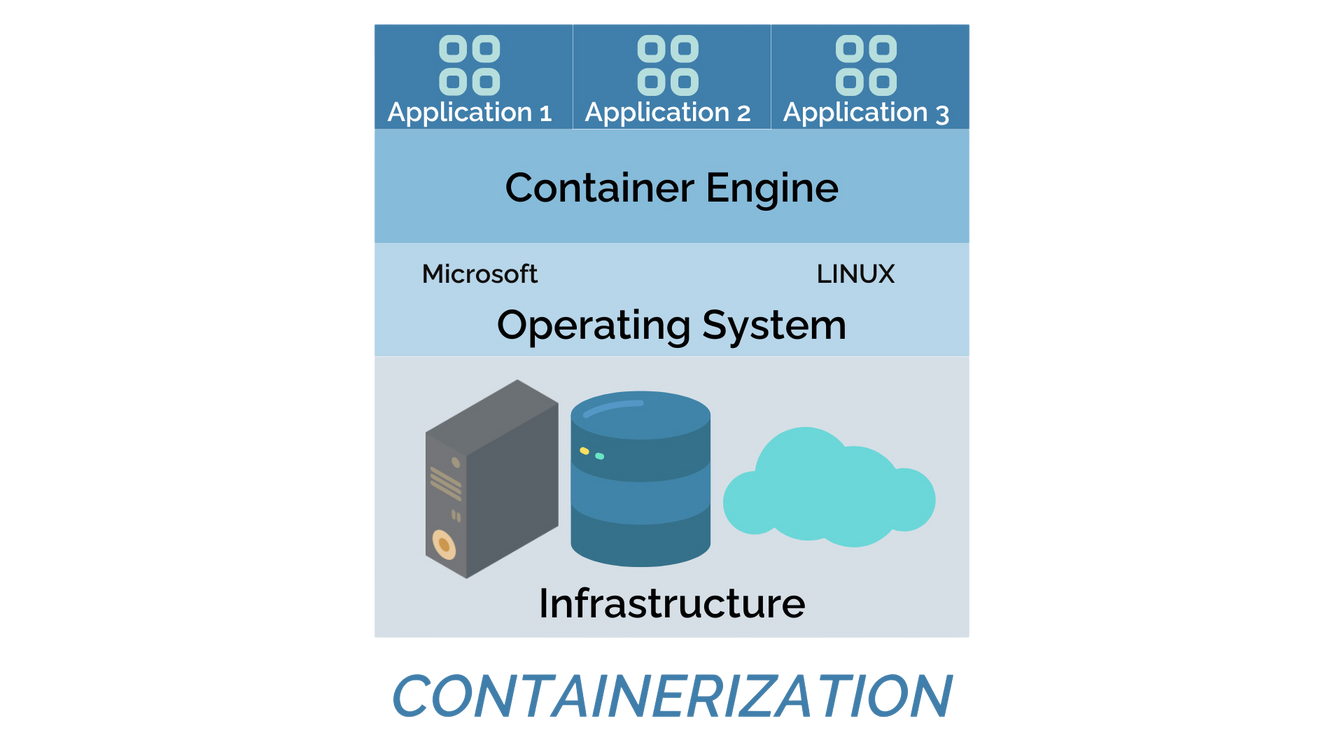 Application 1 Application 2 Application 3
Container Engine
Microsoft LINUX
Operating System
Infrastructure
CONTAINERIZATION